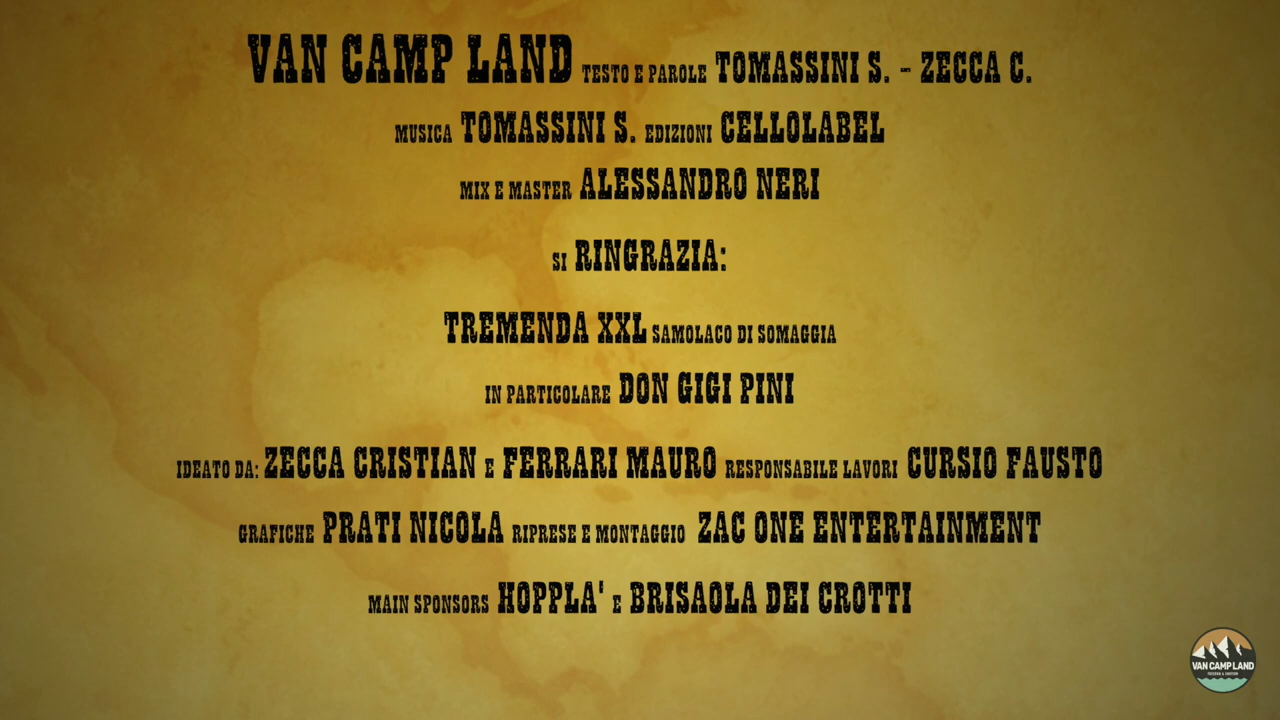 VAN CAMP LAND TESTO E PAROLE TOMASSINI S. - ZECCA C.
MUSICA TOMASSINI S. EDIZIONI CELLOLABEL
MIX E MASTER ALESSANDRO NERI
SI RINGRAZIA:
TREMENDA XXL SAMOLACO DI SOMAGGIA
IN PARTICOLARE DON GIGI PINI
IDEATO DA: ZECCA CRISTIAN E FERRARI MAURO RESPONSABILE LAVORI CURSIO FAUSTO
GRAFICHE PRATI NICOLA RIPRESE E MONTAGGIO ZAC ONE ENTERTAINMENT
MAIN SPONSORS HOPPLA' E BRISAOLA DEI CROTTI
VAN CAMP LAND